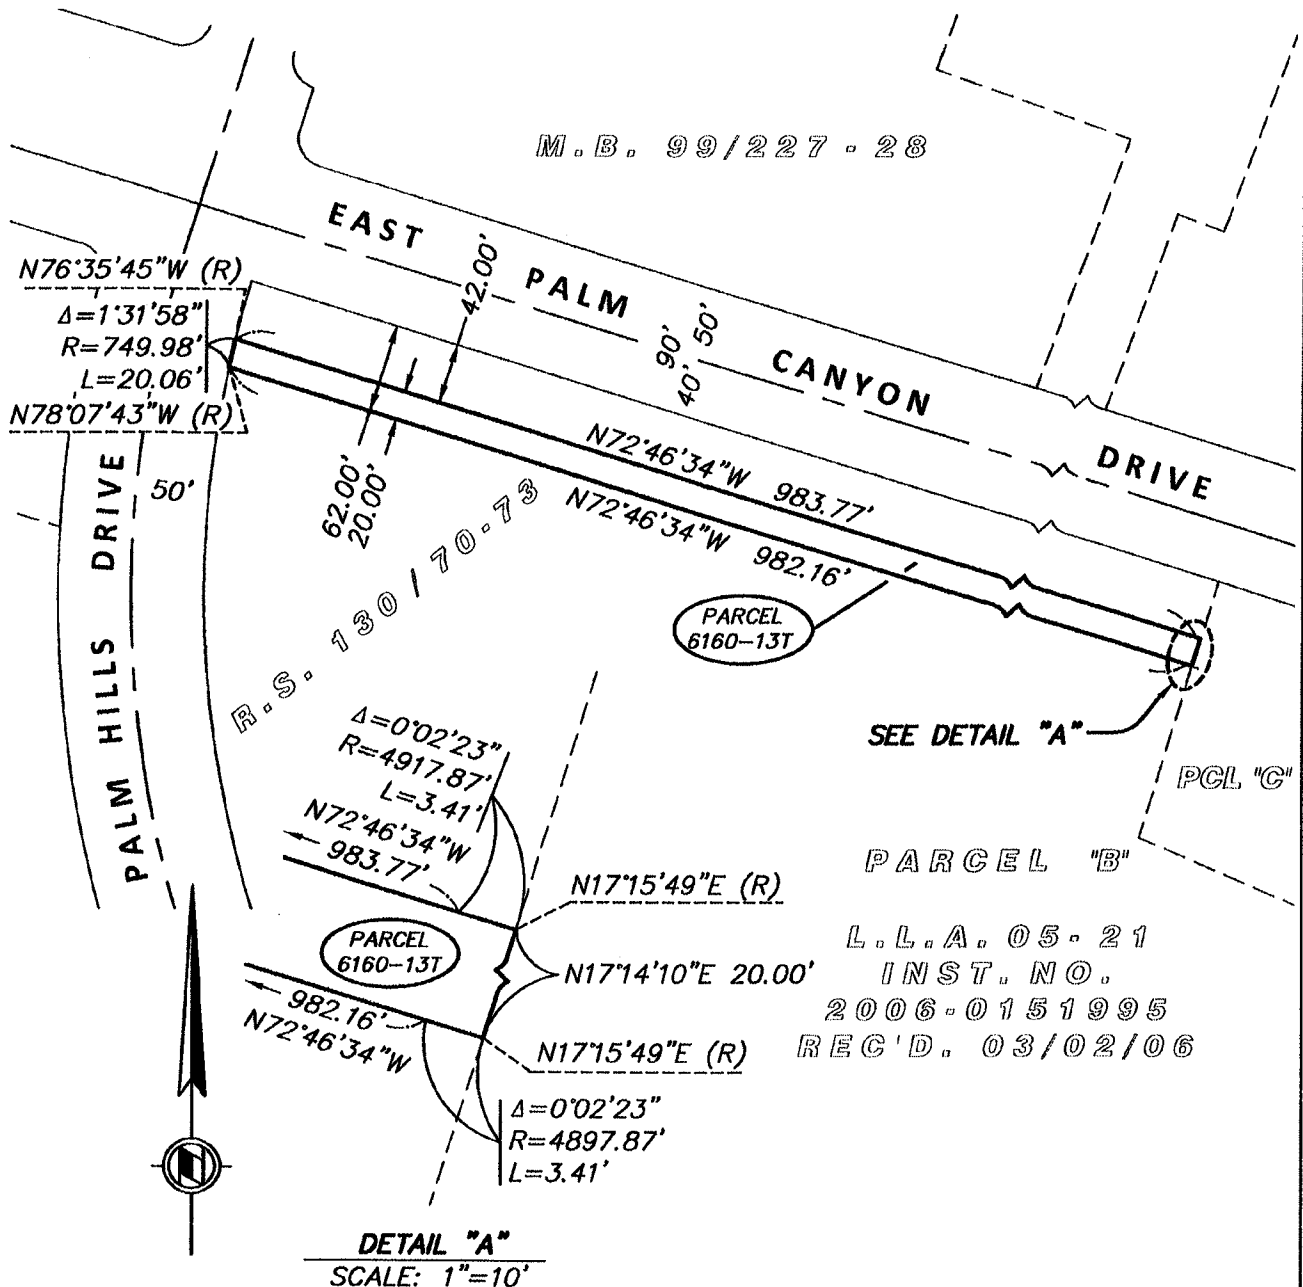 M.B. 99/227-28
EAST PALM CANYON DRIVE
N76°35'45"W (R)
Δ=1°31'58"
R=749.98'
L=20.06'
N78°07'43"W (R)
42.00'
90' 50'
40'
62.00'
20.00'
50'
PALM HILLS DRIVE
N72°46'34"W 983.77'
N72°46'34"W 982.16'
R.S. 130/70-73
PARCEL
6160-13T
SEE DETAIL "A"
PCL "C"
Δ=0°02'23"
R=4917.87'
L=3.41'
N72°46'34"W
983.77'
N17°15'49"E (R)
PARCEL
6160-13T
N17°14'10"E 20.00'
982.16'
N72°46'34"W
N17°15'49"E (R)
Δ=0°02'23"
R=4897.87'
L=3.41'
PARCEL "B"
L.L.A. 05-21
INST. NO.
2006-0151995
REC'D. 03/02/06
DETAIL "A"
SCALE: 1"=10'